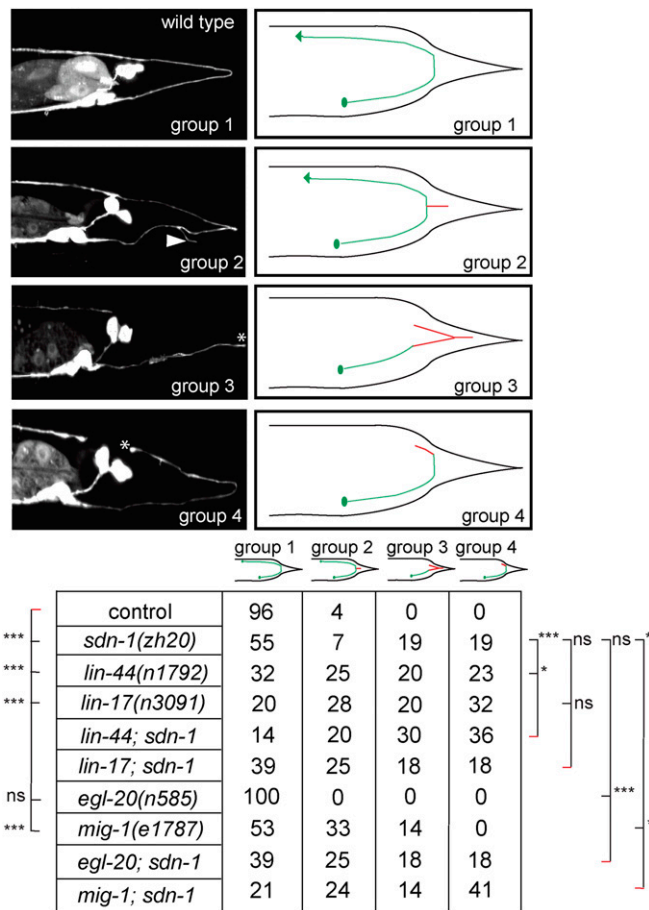 wild type
group 1
group 1
group 2
group 2
*
group 3
group 3
*
group 4
group 4
group 1 group 2 group 3 group 4
control 96 4 0 0
*** sdn-1(zh20) 55 7 19 19 *** ns ns *
*** lin-44(n1792) 32 25 20 23 *
*** lin-17(n3091) 20 28 20 32 ns
lin-44; sdn-1 14 20 30 36
lin-17; sdn-1 39 25 18 18
ns egl-20(n585) 100 0 0 0 ***
*** mig-1(e1787) 53 33 14 0 *
egl-20; sdn-1 39 25 18 18
mig-1; sdn-1 21 24 14 41